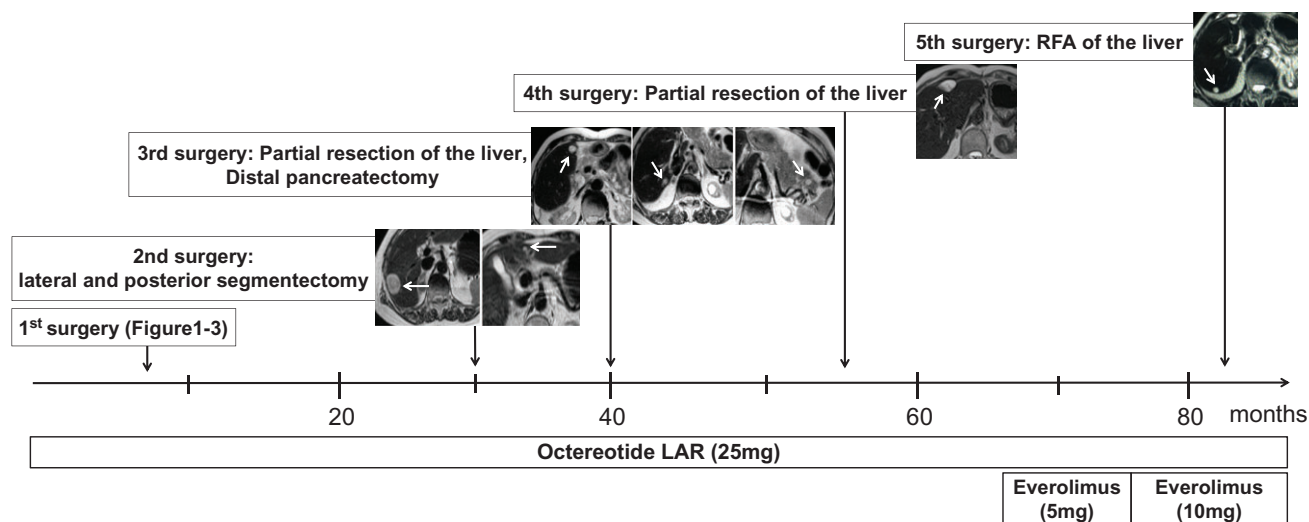 5th surgery: RFA of the liver
4th surgery: Partial resection of the liver
3rd surgery: Partial resection of the liver,
Distal pancreatectomy
2nd surgery:
lateral and posterior segmentectomy
1st surgery (Figure1-3)
20
40
60
80
months
Octereotide LAR (25mg)
Everolimus
(5mg)
Everolimus
(10mg)